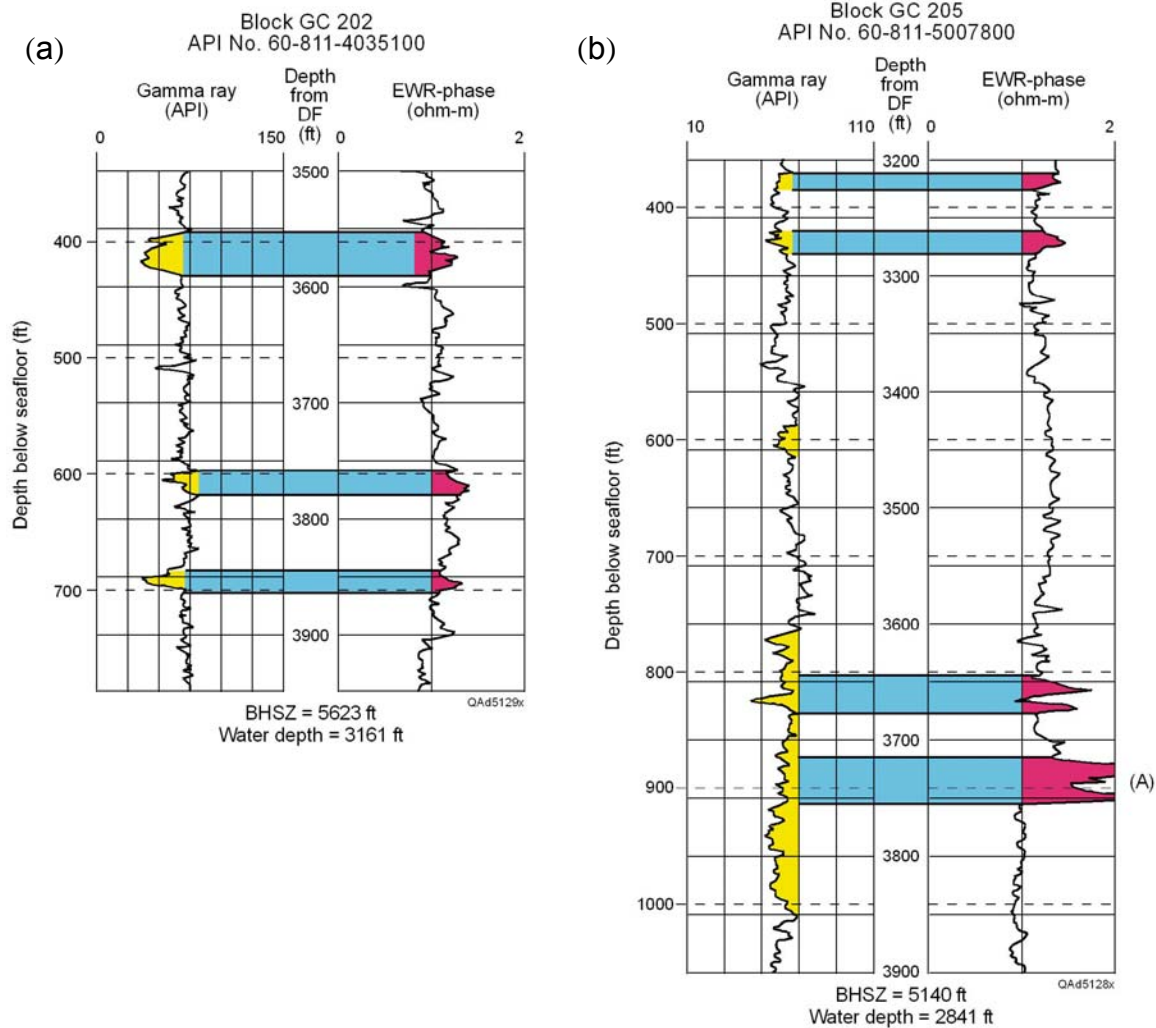 (a)
Block GC 202
API No. 60-811-4035100
Gamma ray
(API)
Depth
from
DF
(ft)
EWR-phase
(ohm-m)
0
150
0
2
3500
400
3600
500
3700
600
3800
700
3900
Depth below seafloor (ft)
QAd5129x
BHSZ = 5623 ft
Water depth = 3161 ft
(b)
Block GC 205
API No. 60-811-5007800
Gamma ray
(API)
Depth
from
DF
(ft)
EWR-phase
(ohm-m)
10
110
0
2
3200
400
3300
500
3400
600
3500
700
3600
800
3700
900
(A)
3800
1000
3900
Depth below seafloor (ft)
QAd5128x
BHSZ = 5140 ft
Water depth = 2841 ft